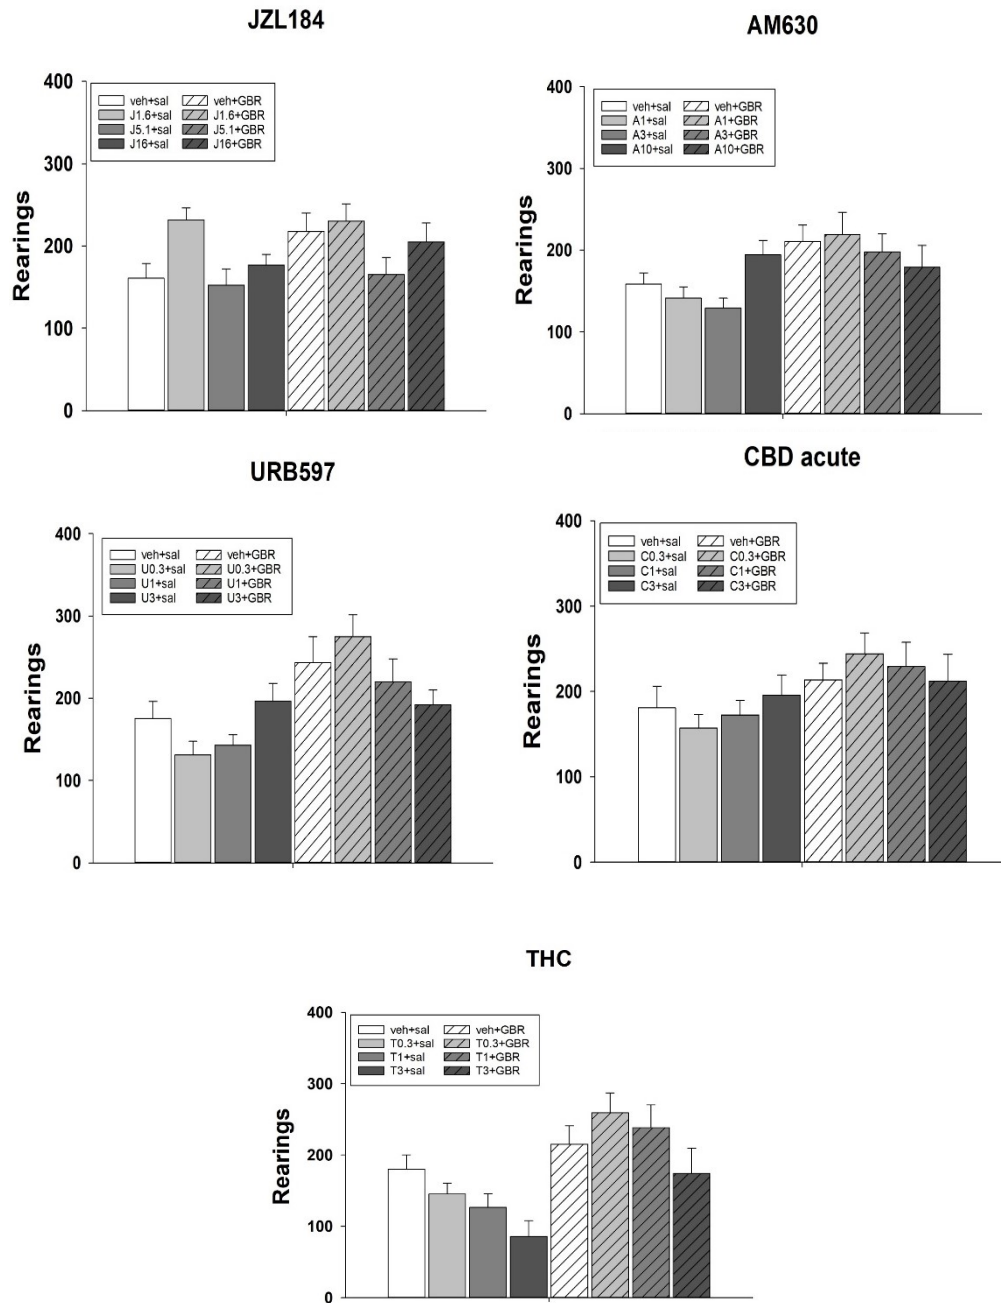 JZL184
400
300
200
100
0
Rearings
veh+sal veh+GBR
J1.6+sal J1.6+GBR
J5.1+sal J5.1+GBR
J16+sal J16+GBR
AM630
400
300
200
100
0
Rearings
veh+sal veh+GBR
A1+sal A1+GBR
A3+sal A3+GBR
A10+sal A10+GBR
URB597
400
300
200
100
0
Rearings
veh+sal veh+GBR
U0.3+sal U0.3+GBR
U1+sal U1+GBR
U3+sal U3+GBR
CBD acute
400
300
200
100
0
Rearings
veh+sal veh+GBR
C0.3+sal C0.3+GBR
C1+sal C1+GBR
C3+sal C3+GBR
THC
400
300
200
100
0
Rearings
veh+sal veh+GBR
T0.3+sal T0.3+GBR
T1+sal T1+GBR
T3+sal T3+GBR